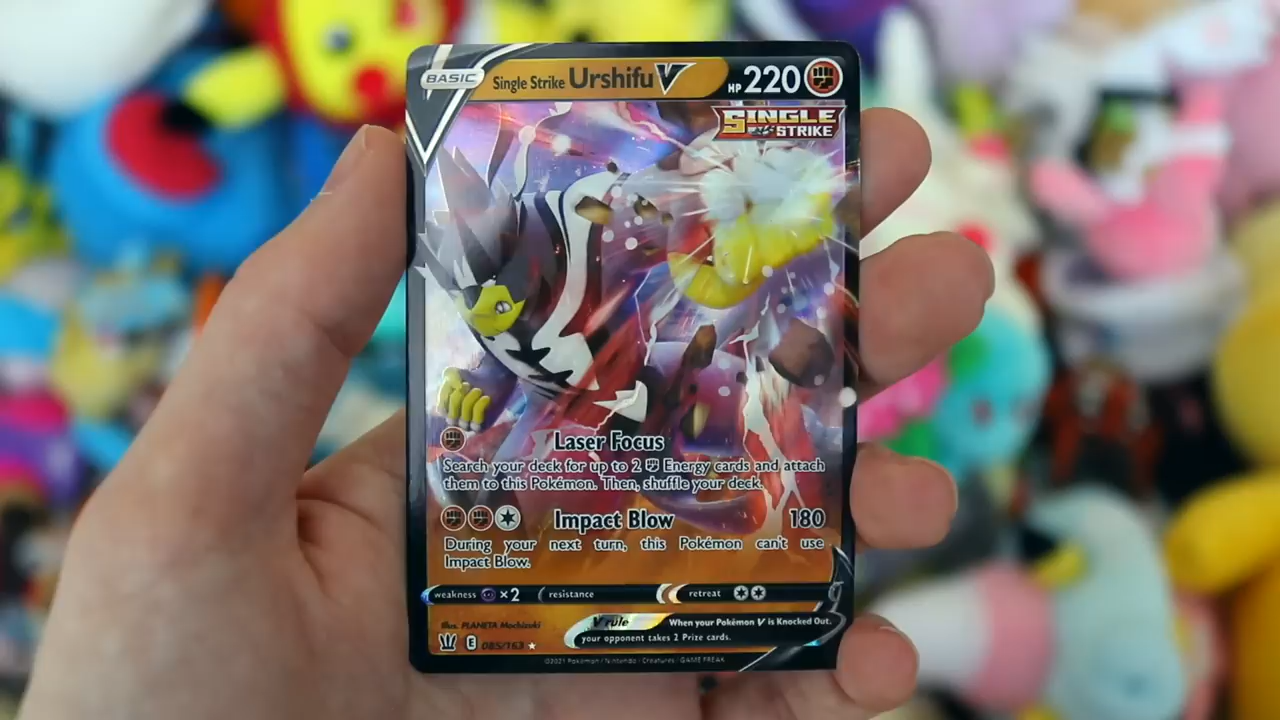 BASIC
Single Strike Urshifu V
HP 220
SINGLE STRIKE
Laser Focus
Search your deck for up to 2 Energy cards and attach
them to this Pokémon. Then, shuffle your deck.
Impact Blow 180
During your next turn, this Pokémon can't use
Impact Blow.
weakness ×2 resistance retreat
Illus. PLANETA Mochizuki
V rule When your Pokémon V is Knocked Out,
your opponent takes 2 Prize cards.
E 085/163
©2021 Pokémon / Nintendo / Creatures / GAME FREAK